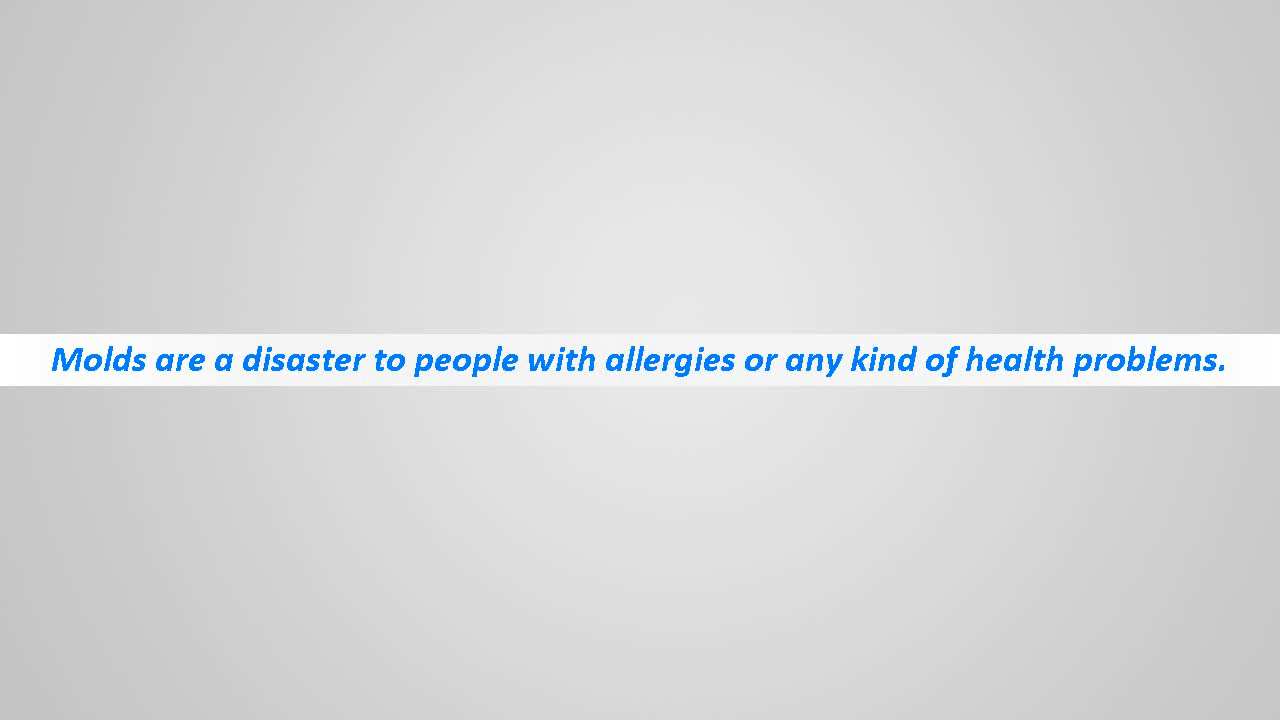 Molds are a disaster to people with allergies or any kind of health problems.